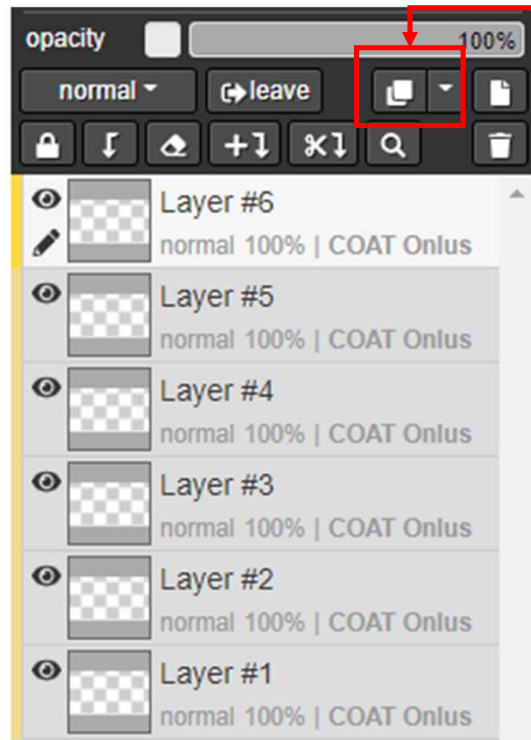 opacity 100%
normal leave
Layer #6
normal 100% | COAT Onlus
Layer #5
normal 100% | COAT Onlus
Layer #4
normal 100% | COAT Onlus
Layer #3
normal 100% | COAT Onlus
Layer #2
normal 100% | COAT Onlus
Layer #1
normal 100% | COAT Onlus